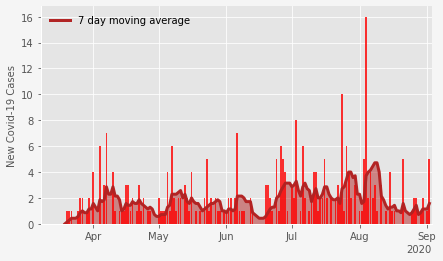 7 day moving average
New Covid-19 Cases
16
14
12
10
8
6
4
2
0
Apr
May
Jun
Jul
Aug
Sep
2020